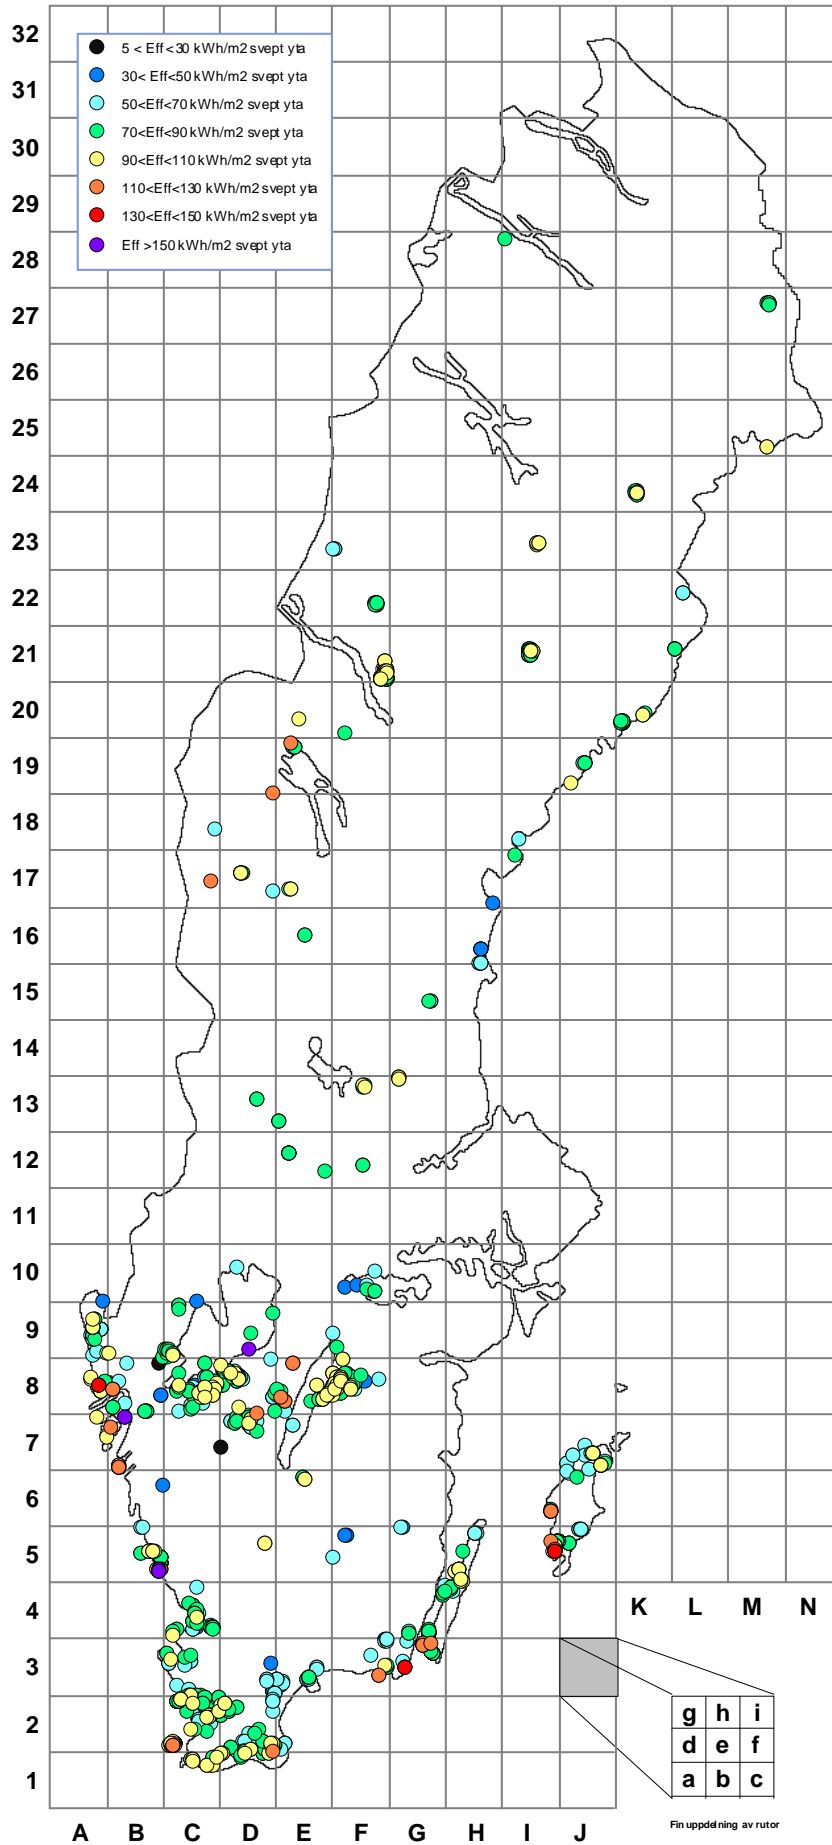 32
5 < Eff<30 kWh/m2 svept yta
30< Eff<50 kWh/m2 svept yta
50<Eff<70 kWh/m2 svept yta
70<Eff<90 kWh/m2 svept yta
90<Eff<110 kWh/m2 svept yta
110<Eff<130 kWh/m2 svept yta
130<Eff<150 kWh/m2 svept yta
Eff >150 kWh/m2 svept yta
31
30
29
28
27
26
25
24
23
22
21
20
19
18
17
16
15
14
13
12
11
10
9
8
7
6
5
4
K L M N
3
2
g h i
d e f
a b c
1
Fin uppdelning av rutor
A B C D E F G H I J